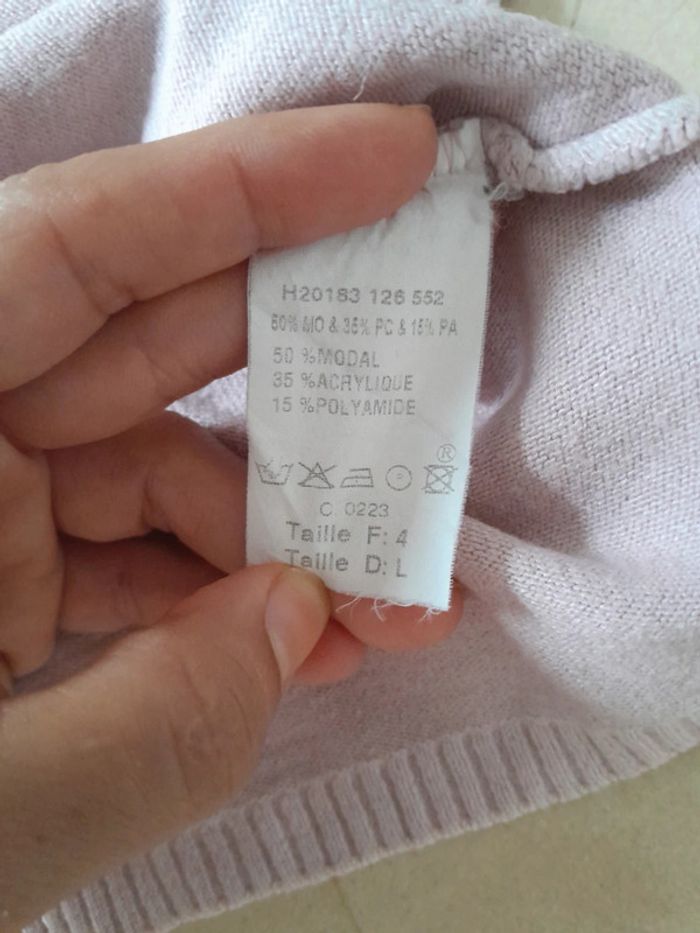 H20183 126 552
50% MO & 35% PC & 15% PA
50 %MODAL
35 %ACRYLIQUE
15 %POLYAMIDE
®
C 0223
Taille F: 4
Taille D: L